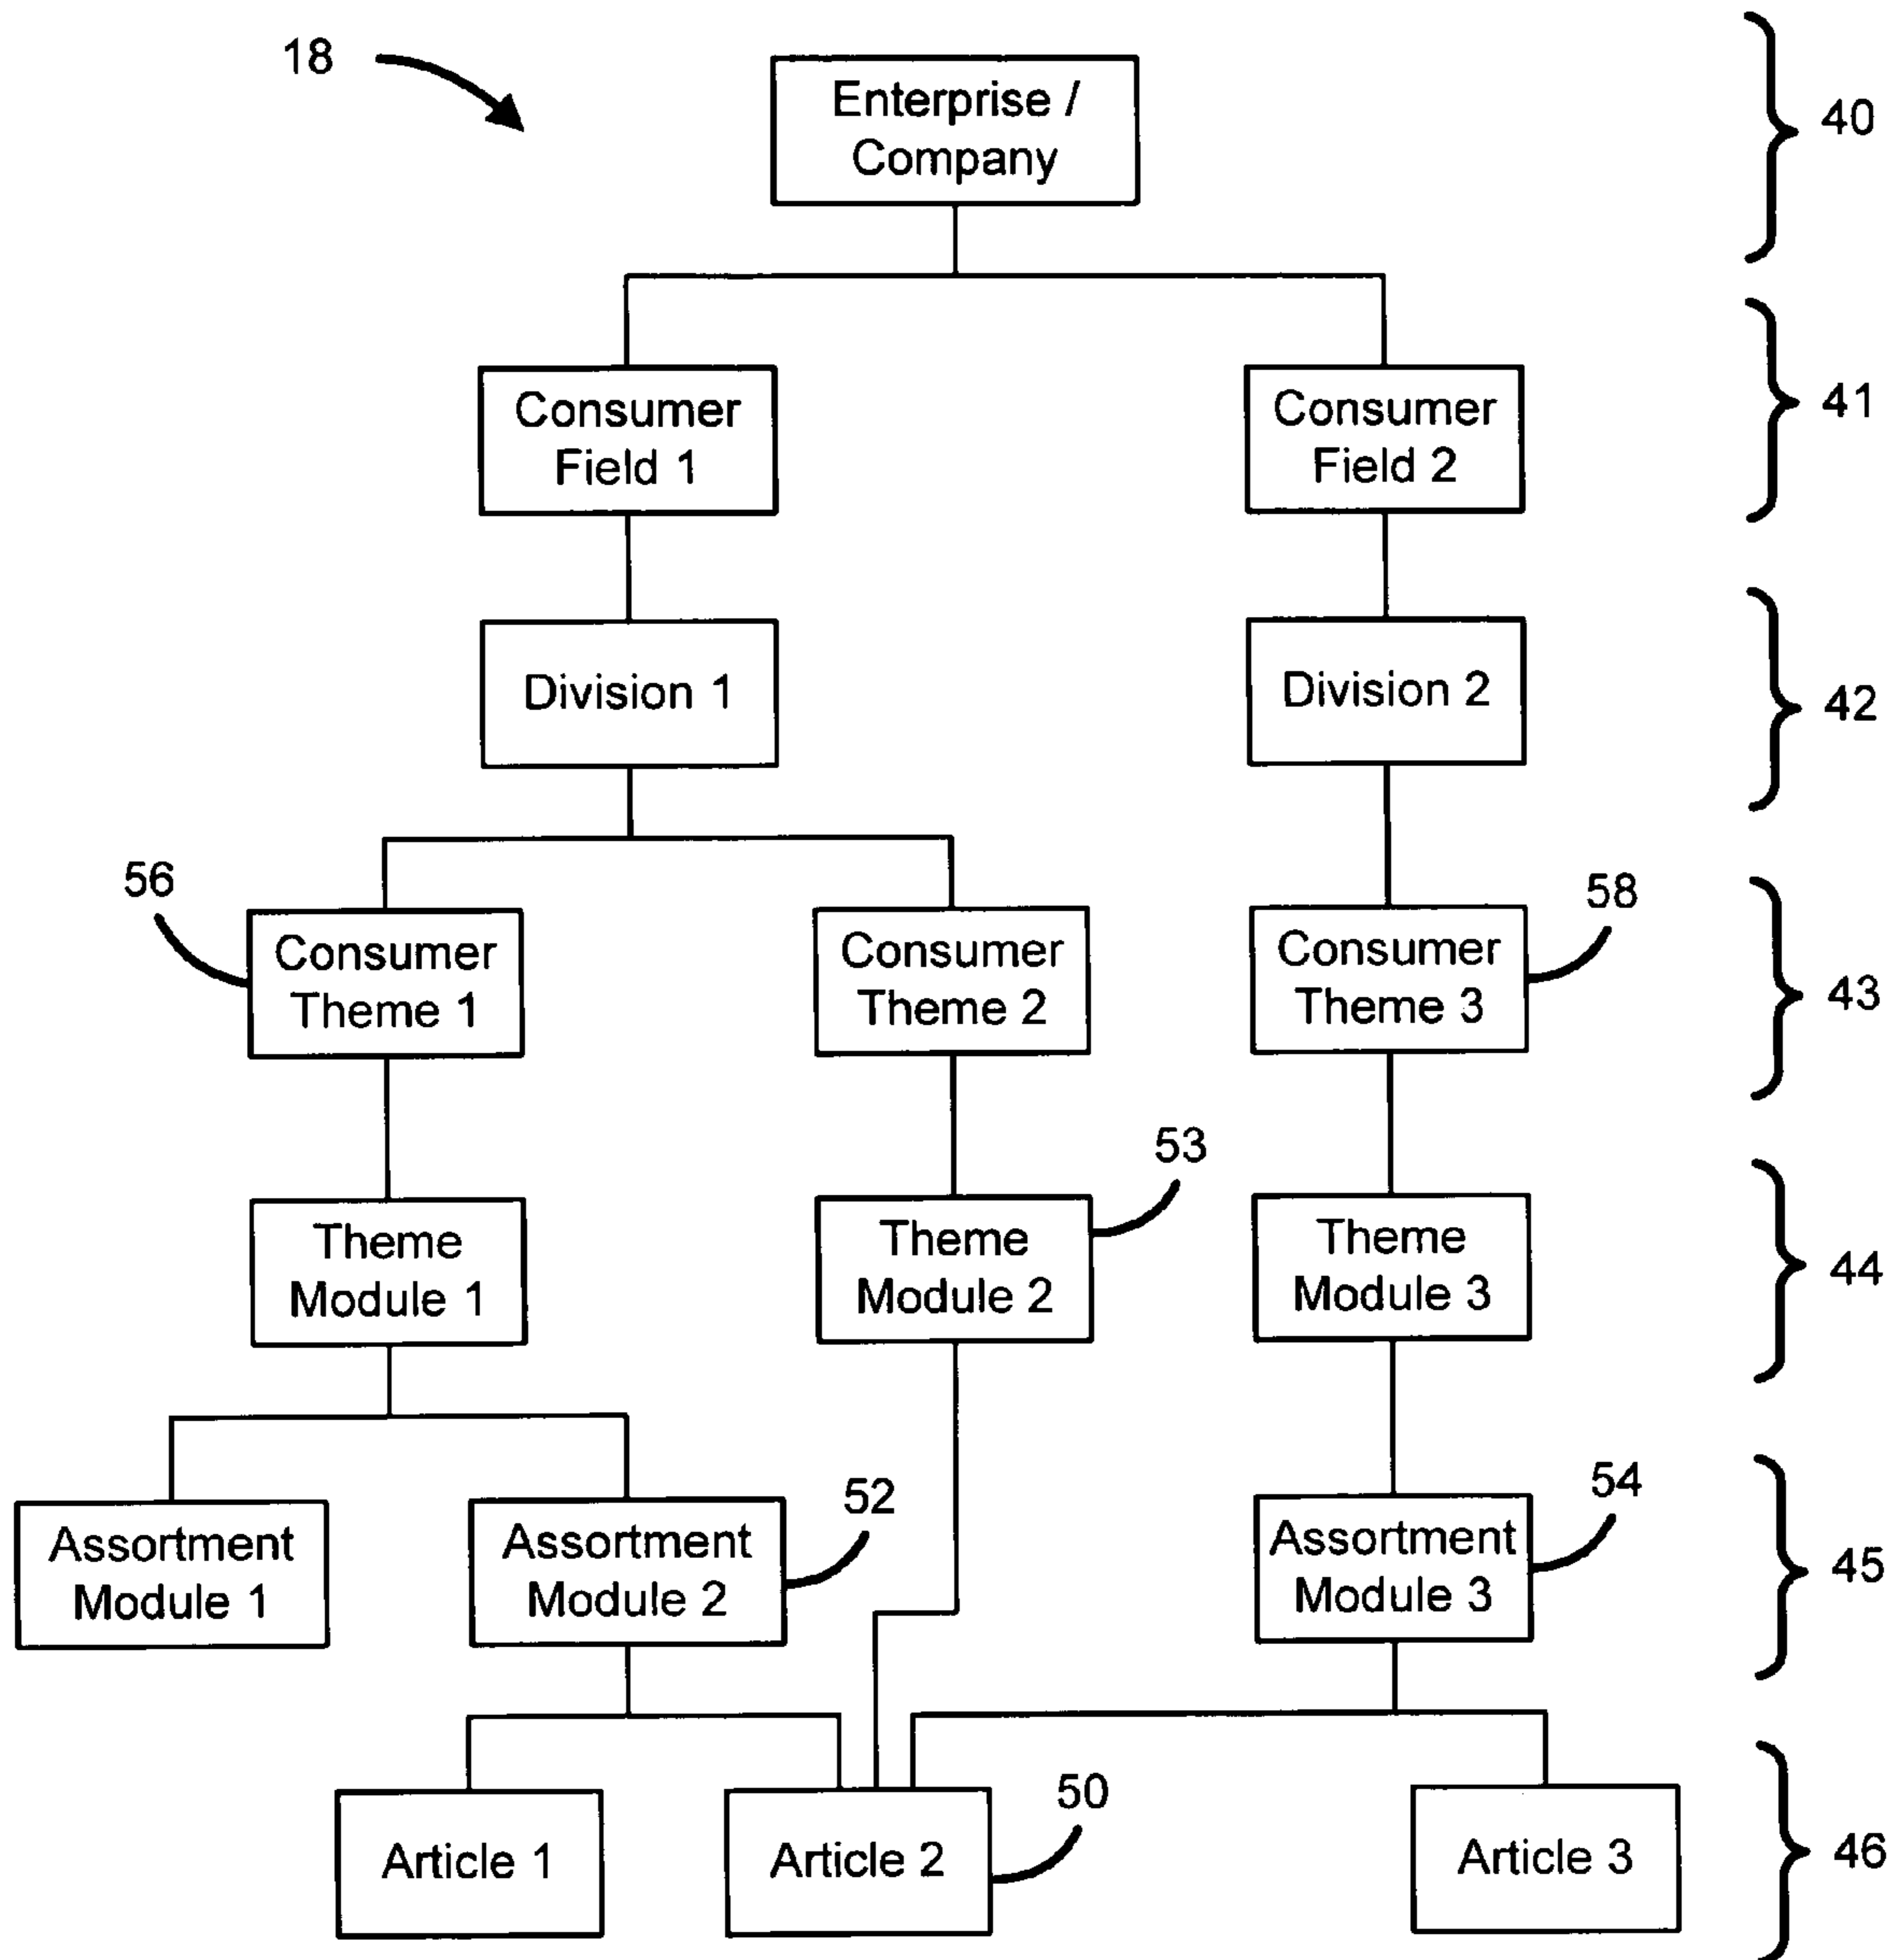 18
Enterprise /
Company
40
Consumer
Field 1
Consumer
Field 2
41
Division 1
Division 2
42
56
Consumer
Theme 1
Consumer
Theme 2
Consumer
Theme 3
58
43
Theme
Module 1
53
Theme
Module 2
Theme
Module 3
44
Assortment
Module 1
Assortment
Module 2
52
Assortment
Module 3
54
45
Article 1
Article 2
50
Article 3
46